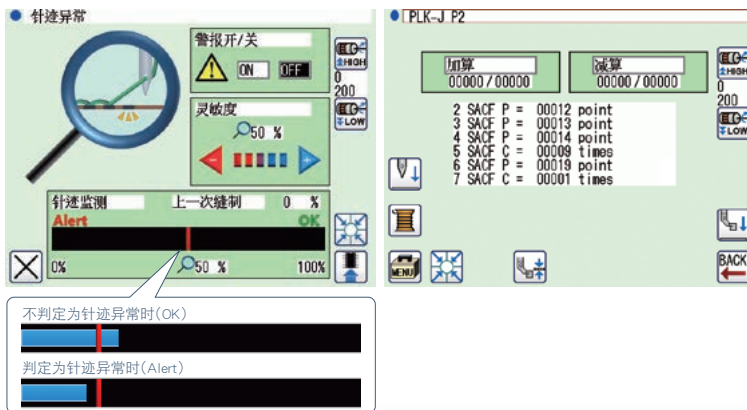 针迹异常
警报开/关
ON OFF
HIGH
0
200
LOW
灵敏度
50 %
针迹监测 上一次缝制 0 %
Alert OK
0% 50 % 100%
不判定为针迹异常时(OK)
判定为针迹异常时(Alert)
PLK-J P2
加算
00000/00000
减算
00000/00000
HIGH
0
200
LOW
2 SACF P = 00012 point
3 SACF P = 00013 point
4 SACF P = 00014 point
5 SACF C = 00009 times
6 SACF P = 00019 point
7 SACF C = 00001 times
MENU
BACK